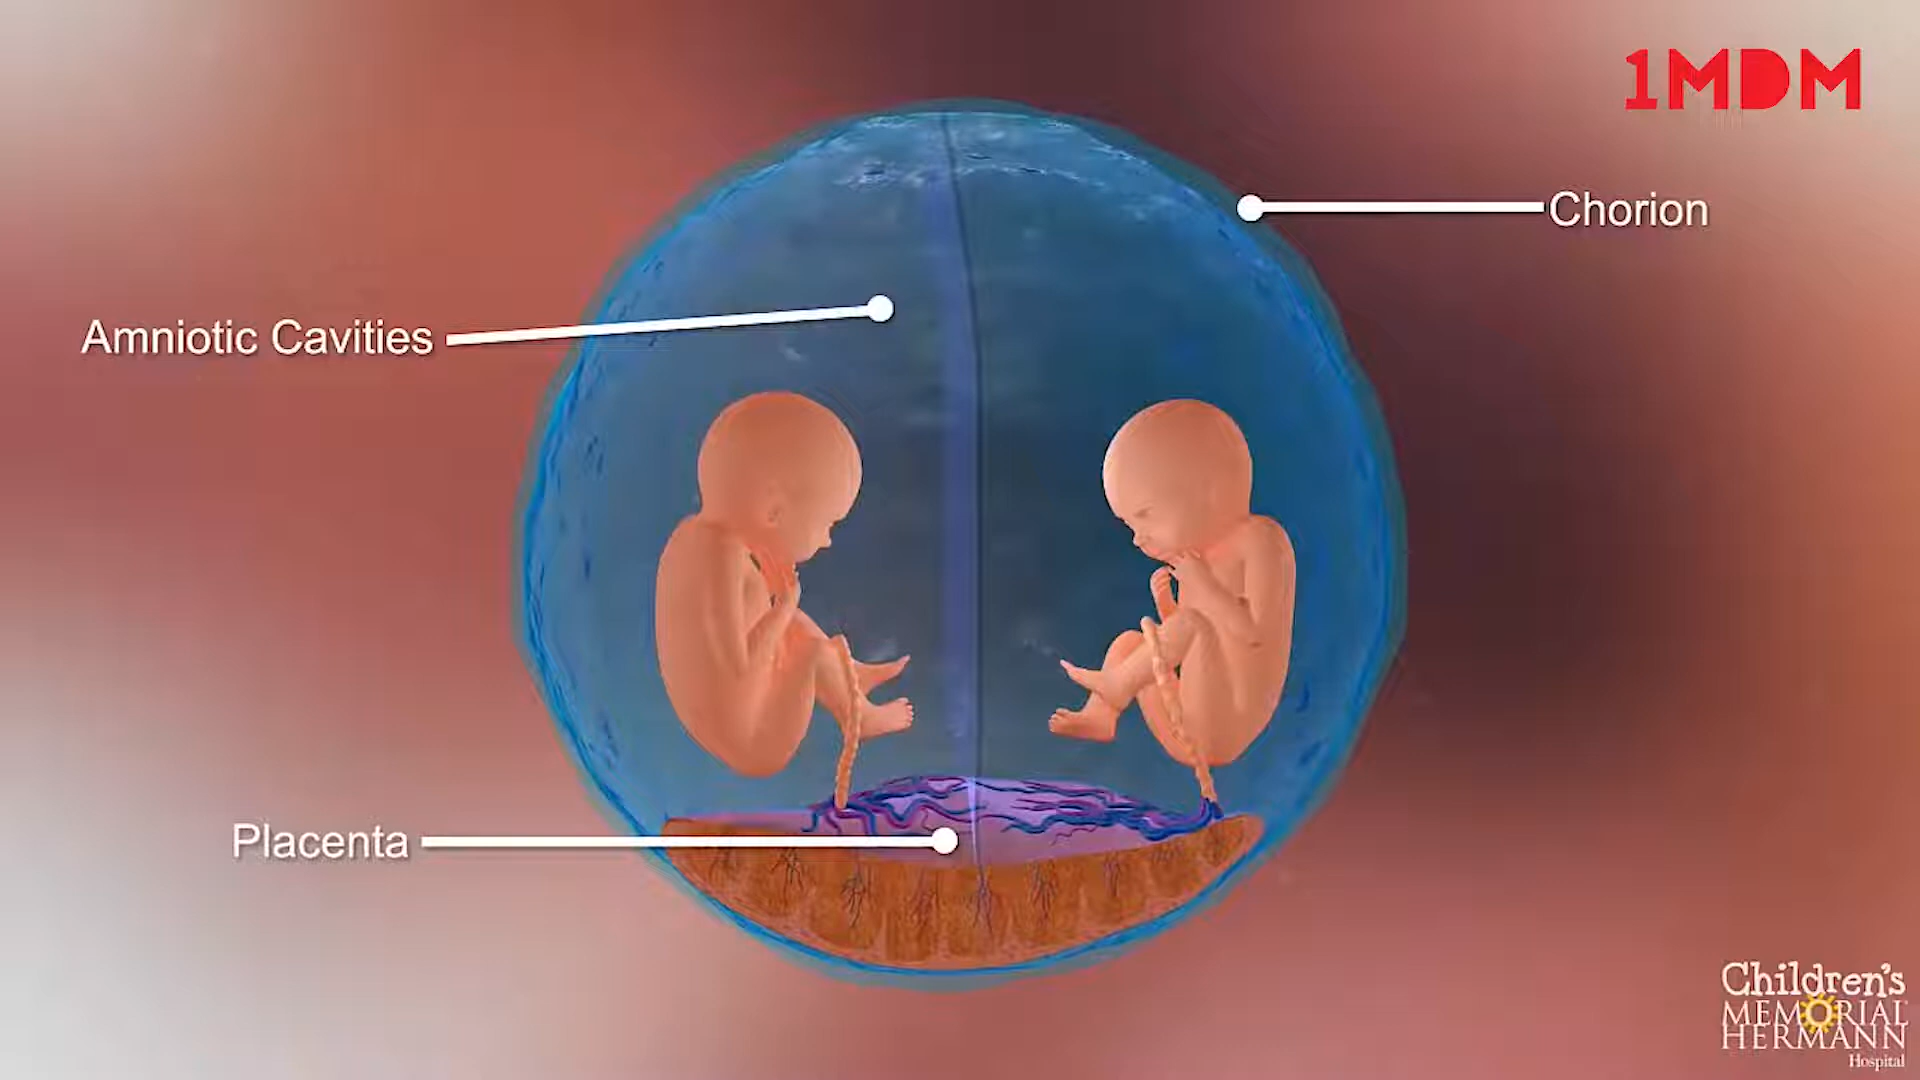 1MDM
Chorion
Amniotic Cavities
Placenta
Children's
MEMORIAL
HERMANN
Hospital